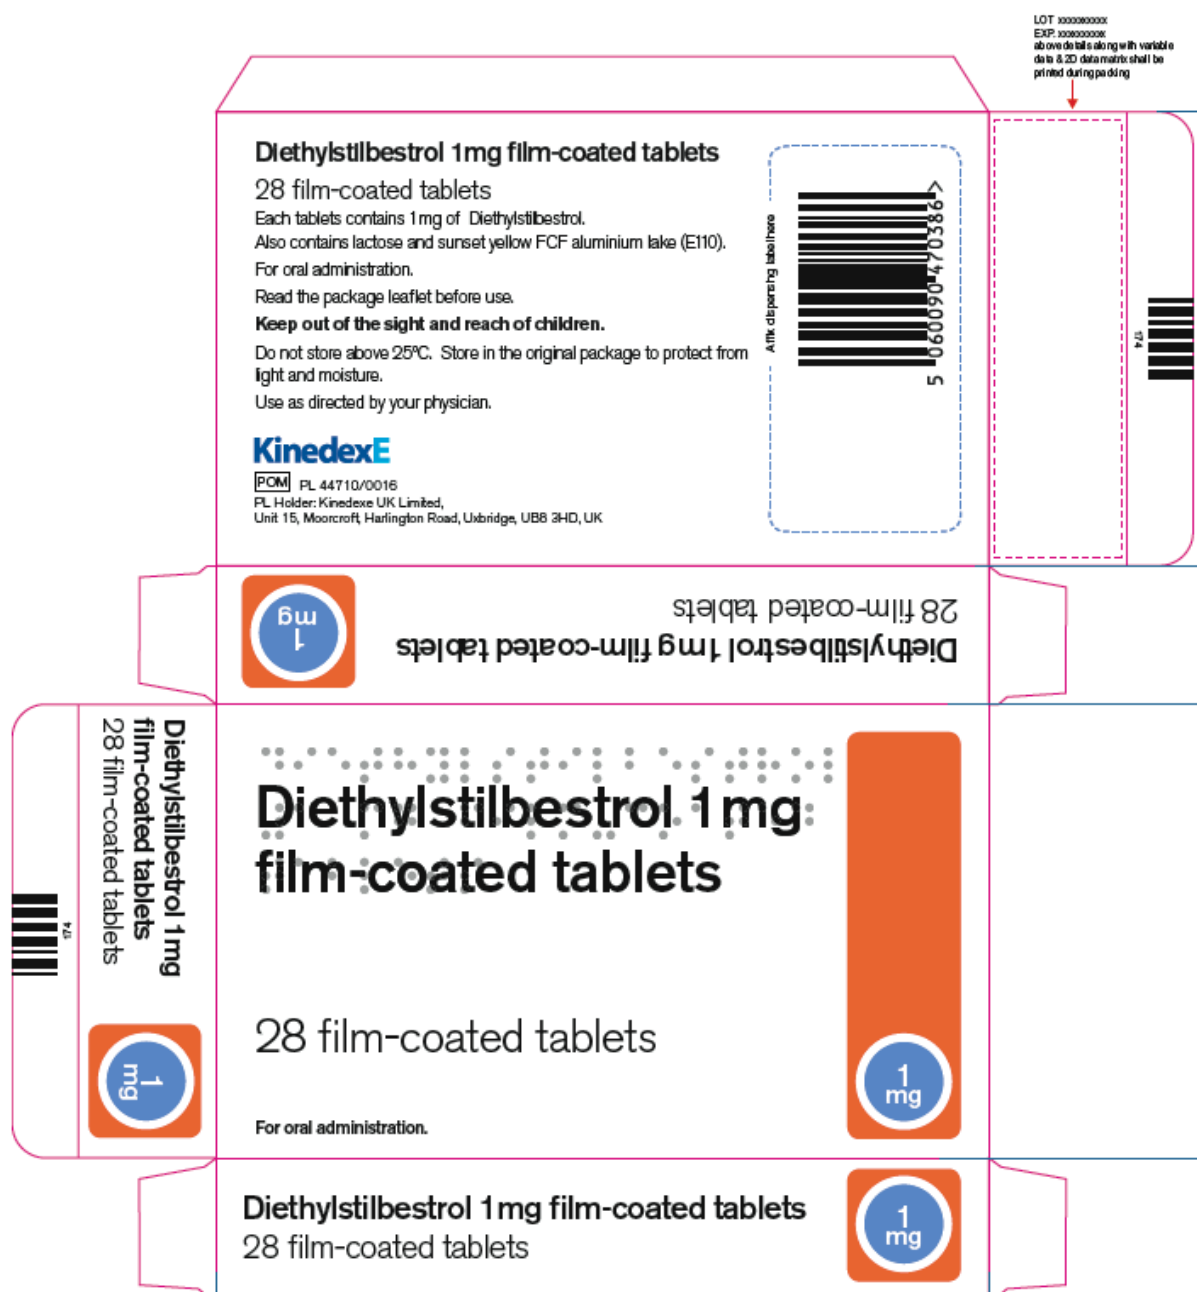 LOT xxxxxxxxxx
EXP. xxxxxxxxxx
above details along with variable
data & 2D data matrix shall be
printed during packing
Diethylstilbestrol 1mg film-coated tablets
28 film-coated tablets
Each tablets contains 1mg of Diethylstilbestrol.
Also contains lactose and sunset yellow FCF aluminium lake (E110).
For oral administration.
Read the package leaflet before use.
Keep out of the sight and reach of children.
Do not store above 25ºC. Store in the original package to protect from
light and moisture.
Use as directed by your physician.
KinedexE
POM PL 44710/0016
PL Holder: Kinedexe UK Limited,
Unit 15, Moorcroft, Harlington Road, Uxbridge, UB8 3HD, UK
Affix dispensing label here
5 060090 470386 >
174
1
mg
Diethylstilbestrol 1mg film-coated tablets
28 film-coated tablets
Diethylstilbestrol 1mg
film-coated tablets
28 film-coated tablets
174
1
mg
Diethylstilbestrol 1mg
film-coated tablets
28 film-coated tablets
For oral administration.
1
mg
Diethylstilbestrol 1mg film-coated tablets
28 film-coated tablets
1
mg